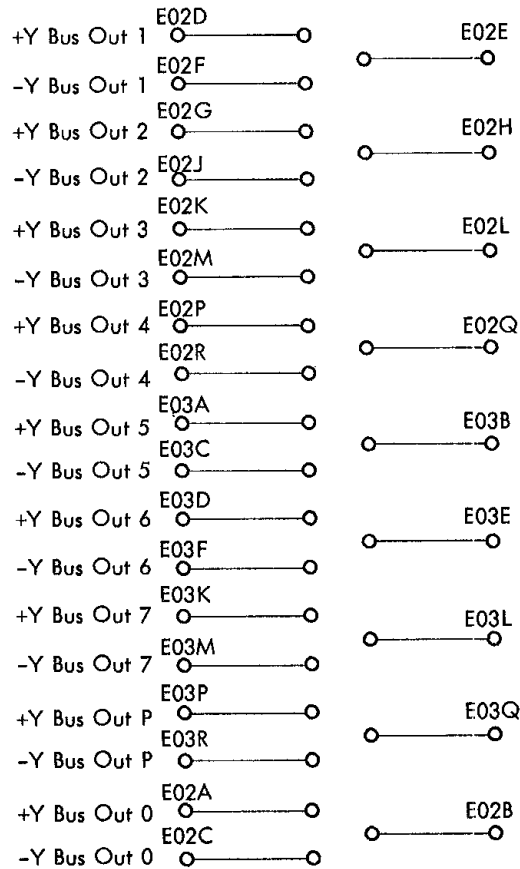 E02D
+Y Bus Out 1
E02E
E02F
-Y Bus Out 1
E02G
+Y Bus Out 2
E02H
E02J
-Y Bus Out 2
E02K
+Y Bus Out 3
E02L
E02M
-Y Bus Out 3
E02P
+Y Bus Out 4
E02Q
E02R
-Y Bus Out 4
E03A
+Y Bus Out 5
E03B
E03C
-Y Bus Out 5
E03D
+Y Bus Out 6
E03E
E03F
-Y Bus Out 6
E03K
+Y Bus Out 7
E03L
E03M
-Y Bus Out 7
E03P
+Y Bus Out P
E03Q
E03R
-Y Bus Out P
E02A
+Y Bus Out 0
E02B
E02C
-Y Bus Out 0